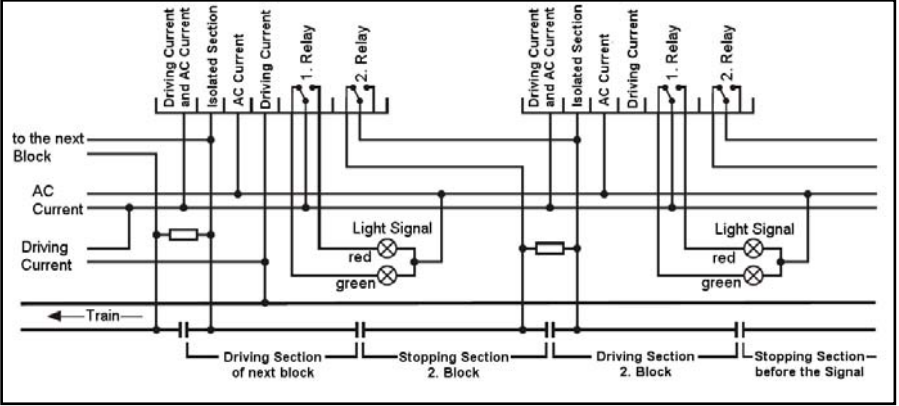 Driving Current
and AC Current
Isolated Section
AC Current
Driving Current
1. Relay
2. Relay
Driving Current
and AC Current
Isolated Section
AC Current
Driving Current
1. Relay
2. Relay
to the next
Block
AC
Current
Driving
Current
Light Signal
red
green
Light Signal
red
green
Train
Driving Section
of next block
Stopping Section
2. Block
Driving Section
2. Block
Stopping Section
before the Signal